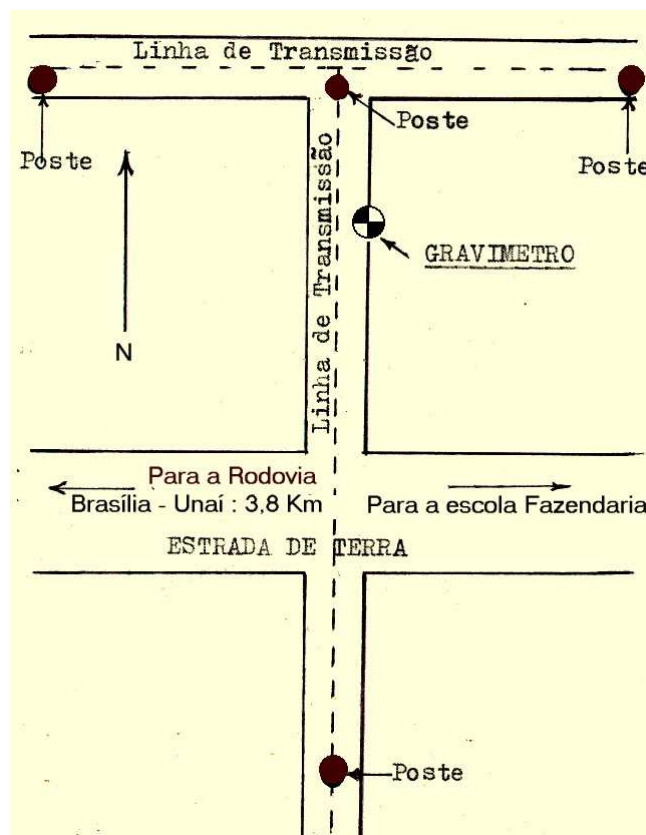 Linha de Transmissão
Poste
Poste
Poste
Linha de Transmissão
GRAVIMETRO
N
Para a Rodovia
Brasília - Unaí : 3,8 Km
Para a escola Fazendaria
ESTRADA DE TERRA
Poste